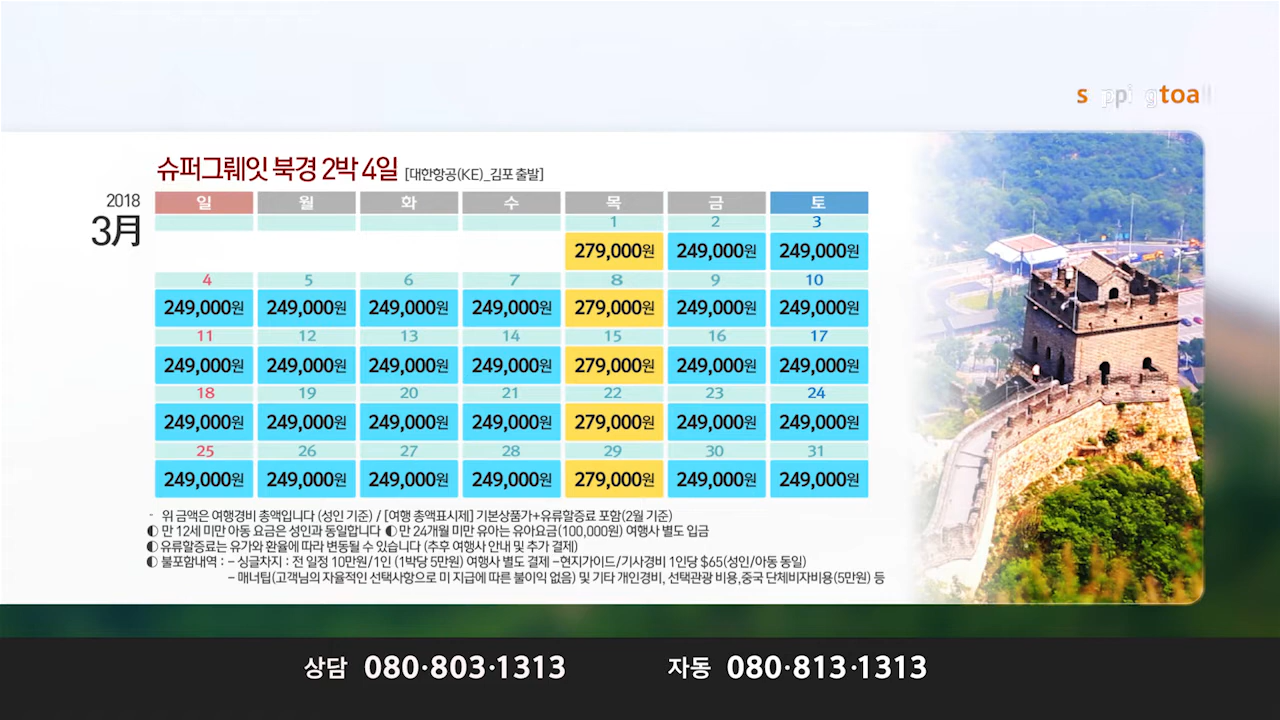 toa
슈퍼그뤠잇 북경 2박 4일 [대한항공(KE)_김포 출발]
2018
3月
일 월 화 수 목 금 토
1 2 3
279,000원 249,000원 249,000원
4 5 6 7 8 9 10
249,000원 249,000원 249,000원 249,000원 279,000원 249,000원 249,000원
11 12 13 14 15 16 17
249,000원 249,000원 249,000원 249,000원 279,000원 249,000원 249,000원
18 19 20 21 22 23 24
249,000원 249,000원 249,000원 249,000원 279,000원 249,000원 249,000원
25 26 27 28 29 30 31
249,000원 249,000원 249,000원 249,000원 279,000원 249,000원 249,000원
- 위 금액은 여행경비 총액입니다 (성인 기준) / [여행 총액표시제] 기본상품가+유류할증료 포함(2월 기준)
◐ 만 12세 미만 아동 요금은 성인과 동일합니다 ◐ 만 24개월 미만 유아는 유아요금(100,000원) 여행사 별도 입금
◐ 유류할증료는 유가와 환율에 따라 변동될 수 있습니다 (추후 여행사 안내 및 추가 결제)
◐ 불포함내역 : - 싱글차지 : 전 일정 10만원/1인 (1박당 5만원) 여행사 별도 결제 -현지가이드/기사경비 1인당 $65(성인/아동 동일)
- 매너팁(고객님의 자율적인 선택사항으로 미 지급에 따른 불이익 없음) 및 기타 개인경비, 선택관광 비용,중국 단체비자비용(5만원) 등
상담 080·803·1313 자동 080·813·1313